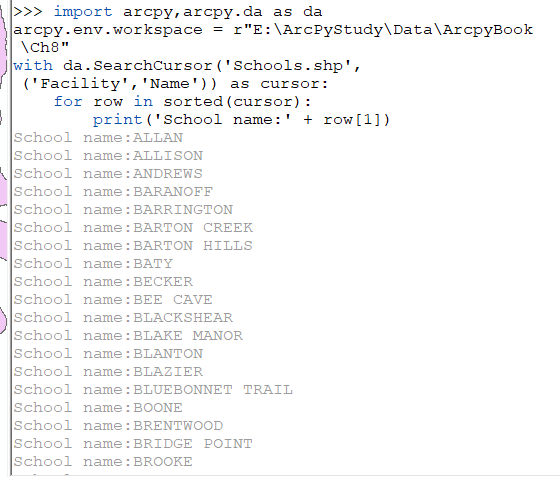 >>> import arcpy,arcpy.da as da
arcpy.env.workspace = r"E:\ArcPyStudy\Data\ArcpyBook
\Ch8"
with da.SearchCursor('Schools.shp',
('Facility','Name')) as cursor:
    for row in sorted(cursor):
        print('School name:' + row[1])
School name:ALLAN
School name:ALLISON
School name:ANDREWS
School name:BARANOFF
School name:BARRINGTON
School name:BARTON CREEK
School name:BARTON HILLS
School name:BATY
School name:BECKER
School name:BEE CAVE
School name:BLACKSHEAR
School name:BLAKE MANOR
School name:BLANTON
School name:BLAZIER
School name:BLUEBONNET TRAIL
School name:BOONE
School name:BRENTWOOD
School name:BRIDGE POINT
School name:BROOKE